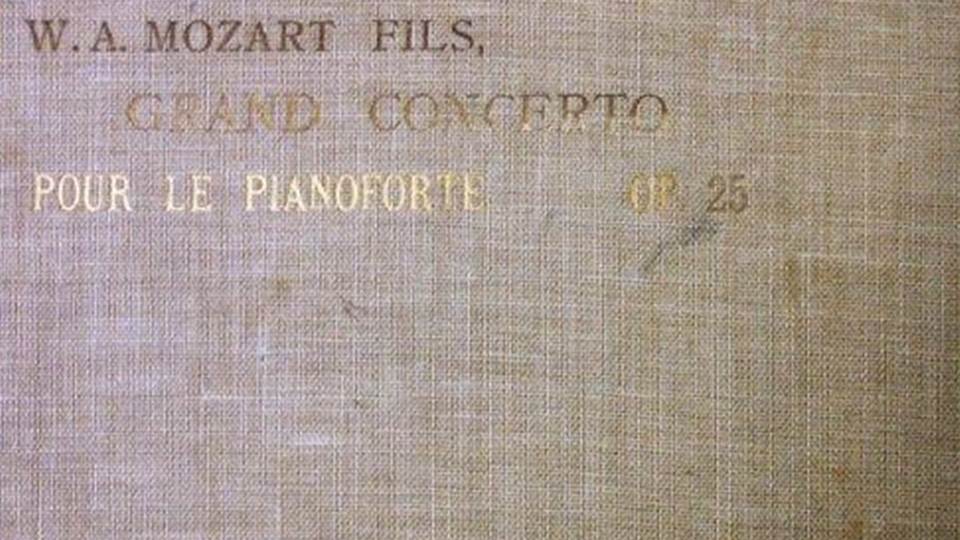 W. A. MOZART FILS,
GRAND CONCERTO
POUR LE PIANOFORTE OP 25